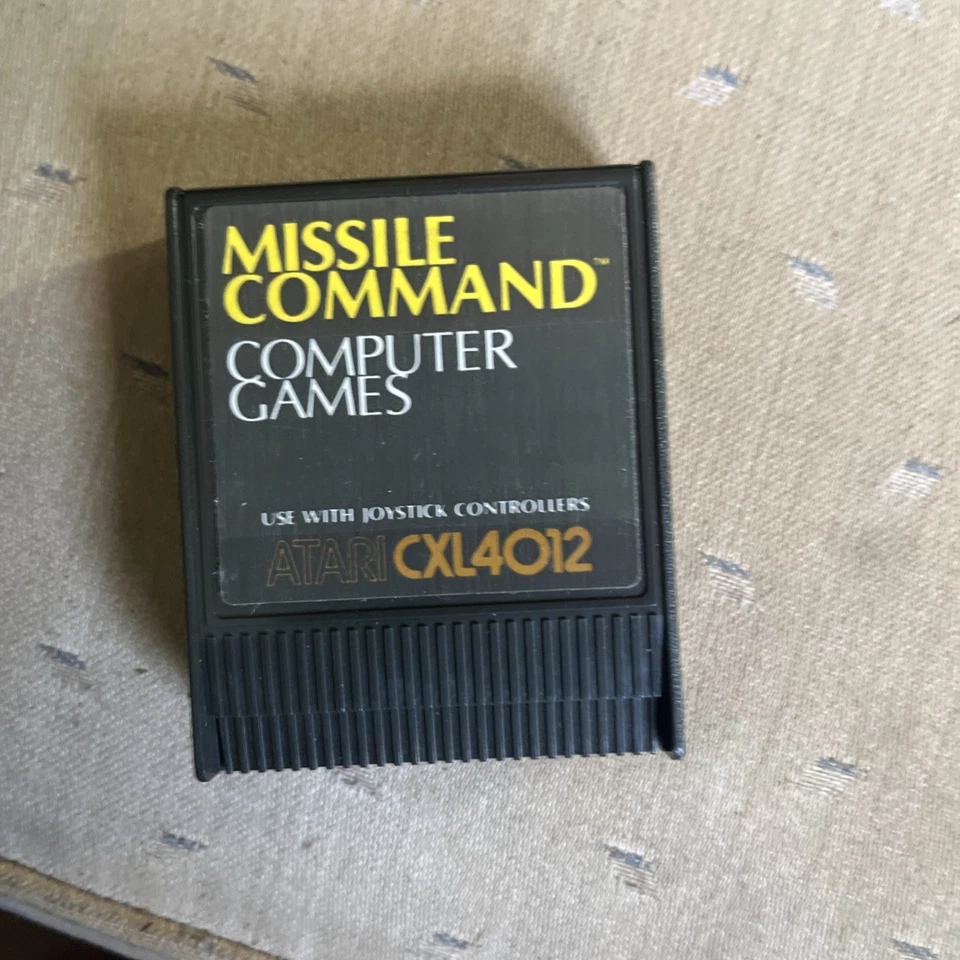 MISSILE
COMMAND™
COMPUTER
GAMES
USE WITH JOYSTICK CONTROLLERS
ATARI CXL4012